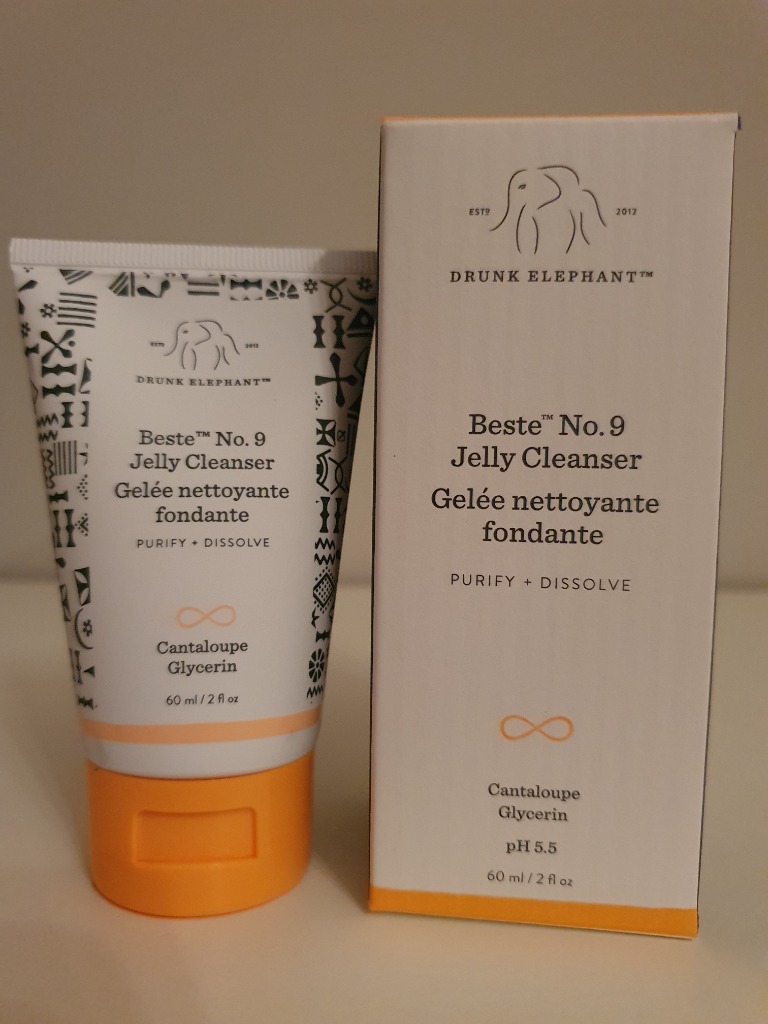 ESTD 2012
DRUNK ELEPHANT™
Beste™ No. 9
Jelly Cleanser
Gelée nettoyante
fondante
PURIFY + DISSOLVE
Cantaloupe
Glycerin
60 ml / 2 fl oz
ESTD 2012
DRUNK ELEPHANT™
Beste™ No. 9
Jelly Cleanser
Gelée nettoyante
fondante
PURIFY + DISSOLVE
Cantaloupe
Glycerin
pH 5.5
60 ml / 2 fl oz